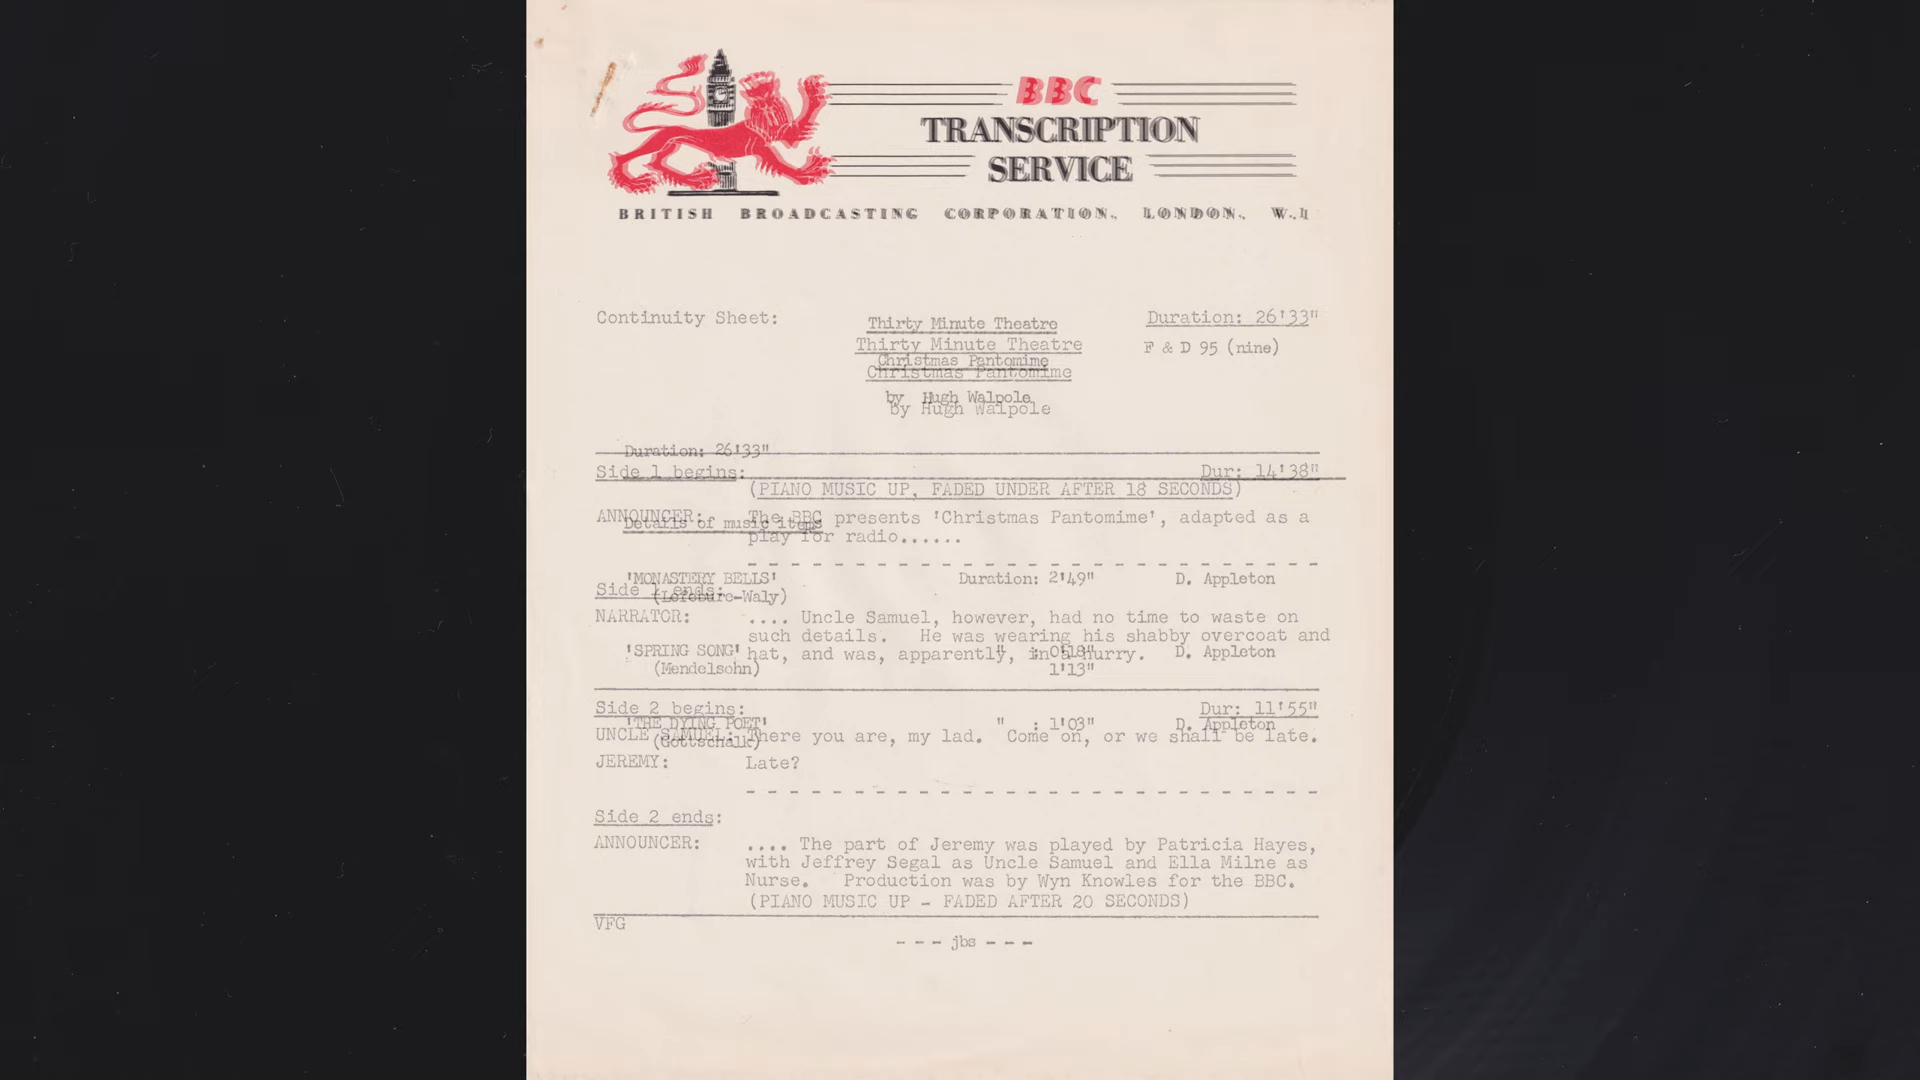 BBC
TRANSCRIPTION
SERVICE
BRITISH BROADCASTING CORPORATION, LONDON, W.1
Continuity Sheet:
Thirty Minute Theatre
Duration: 26'33"
Thirty Minute Theatre
F & D 95 (nine)
Christmas Pantomime
Christmas Pantomime
by Hugh Walpole
by Hugh Walpole
Duration: 26'33"
Side 1 begins:
Dur: 14'38"
(PIANO MUSIC UP, FADED UNDER AFTER 18 SECONDS)
ANNOUNCER: The BBC presents 'Christmas Pantomime', adapted as a
Details of music items
play for radio......
'MONASTERY BELLS' Duration: 2'49" D. Appleton
Side 1 ends:
(Lefebure-Waly)
NARRATOR: .... Uncle Samuel, however, had no time to waste on
such details. He was wearing his shabby overcoat and
hat, and was, apparently, in a hurry.
'SPRING SONG' " : 0'18" D. Appleton
(Mendelsohn) 1'13"
Side 2 begins: Dur: 11'55"
'THE DYING POET' " : 1'03" D. Appleton
UNCLE SAMUEL: There you are, my lad. Come on, or we shall be late.
(Gottschalk)
JEREMY: Late?
Side 2 ends:
ANNOUNCER: .... The part of Jeremy was played by Patricia Hayes,
with Jeffrey Segal as Uncle Samuel and Ella Milne as
Nurse. Production was by Wyn Knowles for the BBC.
(PIANO MUSIC UP - FADED AFTER 20 SECONDS)
VFG
--- jbs ---